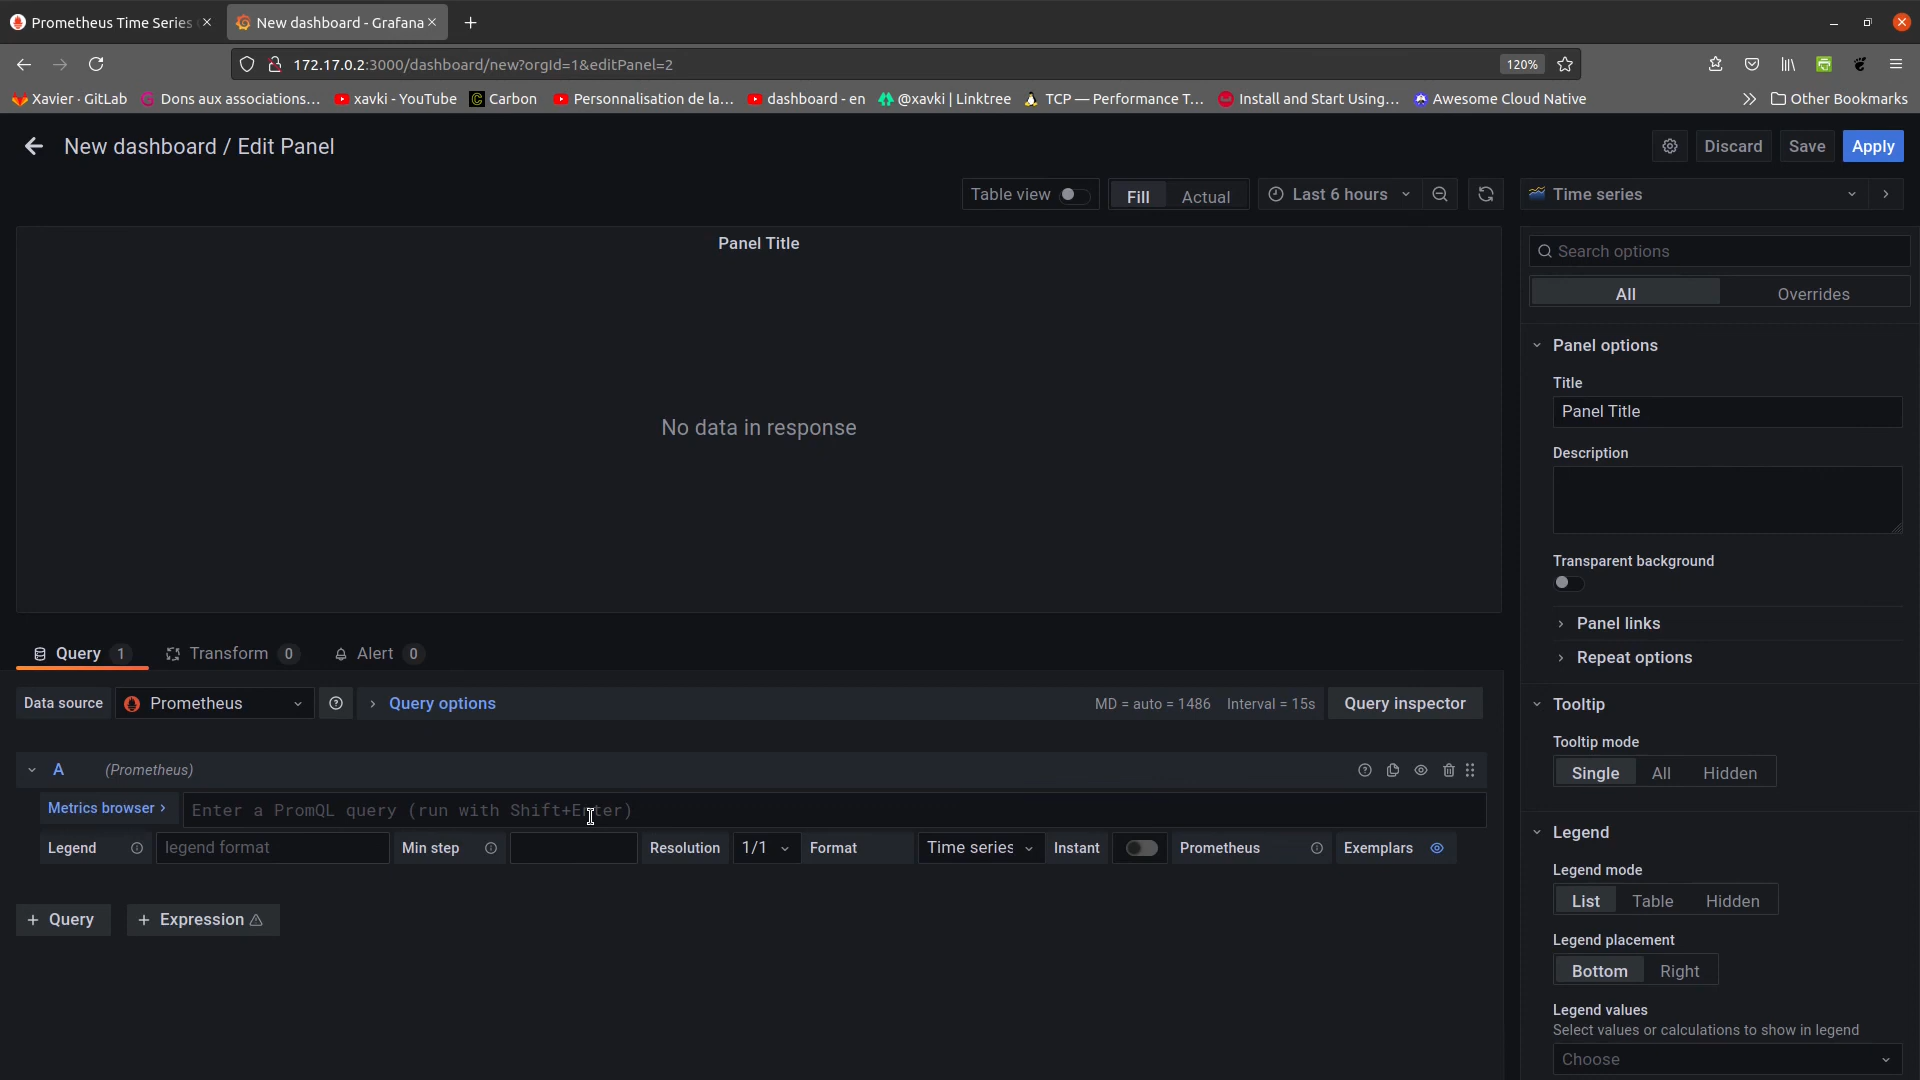 Prometheus Time Series
New dashboard - Grafana
172.17.0.2:3000/dashboard/new?orgId=1&editPanel=2
120%
Xavier · GitLab
Dons aux associations...
xavki - YouTube
Carbon
Personnalisation de la...
dashboard - en
@xavki | Linktree
TCP — Performance T...
Install and Start Using...
Awesome Cloud Native
Other Bookmarks
New dashboard / Edit Panel
Discard
Save
Apply
Table view
Fill
Actual
Last 6 hours
Time series
Panel Title
No data in response
Search options
All
Overrides
Panel options
Title
Panel Title
Description
Transparent background
Panel links
Repeat options
Tooltip
Tooltip mode
Single
All
Hidden
Legend
Legend mode
List
Table
Hidden
Legend placement
Bottom
Right
Legend values
Select values or calculations to show in legend
Choose
Query 1
Transform 0
Alert 0
Data source
Prometheus
Query options
MD = auto = 1486
Interval = 15s
Query inspector
A
(Prometheus)
Metrics browser >
Enter a PromQL query (run with Shift+Enter)
Legend
legend format
Min step
Resolution
1/1
Format
Time series
Instant
Prometheus
Exemplars
+ Query
+ Expression